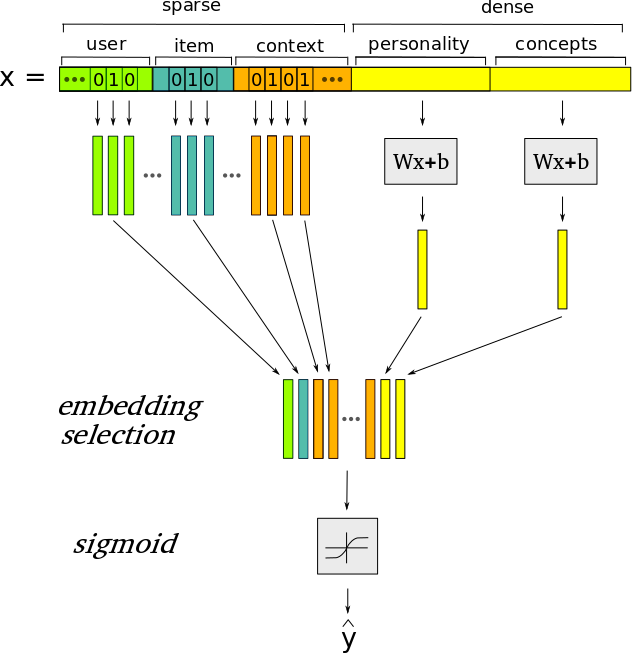 sparse dense
user item context personality concepts
x = ... 0 1 0 0 1 0 0 1 0 1 ...
... ... Wx+b Wx+b
embedding ...
selection
sigmoid
ŷ